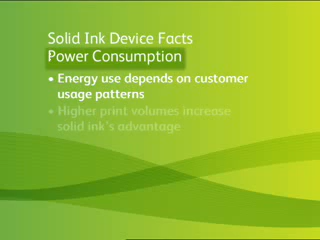 Solid Ink Device Facts
Power Consumption
• Energy use depends on customer
usage patterns
• Higher print volumes increase
solid ink's advantage